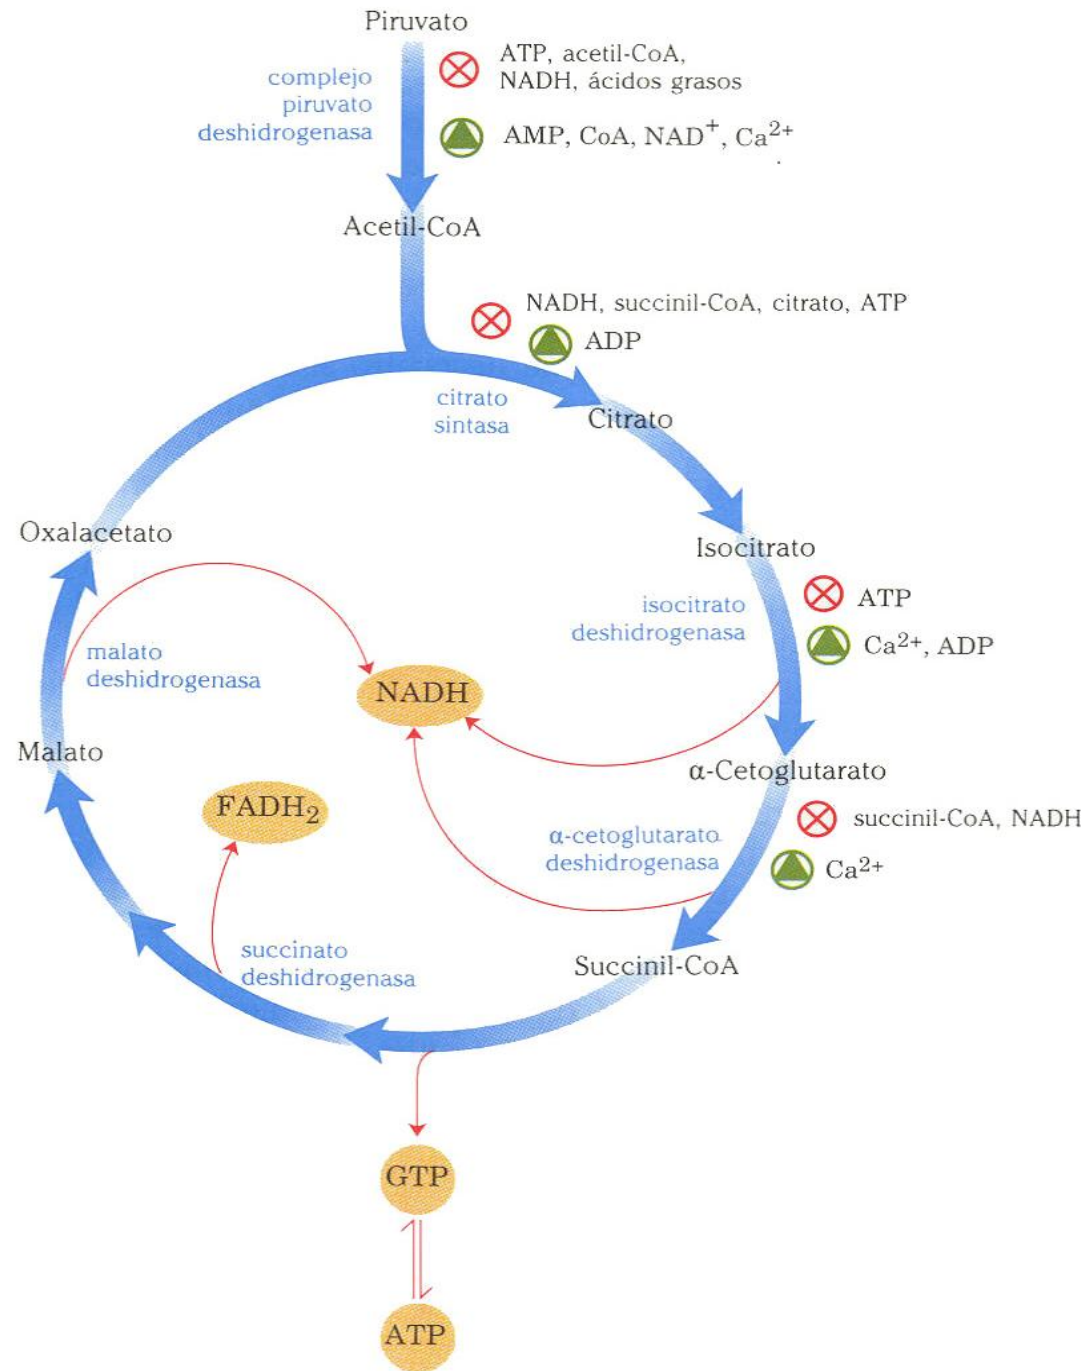 Piruvato
ATP, acetil-CoA,
NADH, ácidos grasos
complejo
piruvato
deshidrogenasa
AMP, CoA, NAD⁺, Ca²⁺
Acetil-CoA
NADH, succinil-CoA, citrato, ATP
ADP
citrato
sintasa
Citrato
Oxalacetato
Isocitrato
ATP
isocitrato
deshidrogenasa
Ca²⁺, ADP
malato
deshidrogenasa
NADH
Malato
α-Cetoglutarato
FADH₂
succinil-CoA, NADH
α-cetoglutarato
deshidrogenasa
Ca²⁺
succinato
deshidrogenasa
Succinil-CoA
GTP
ATP